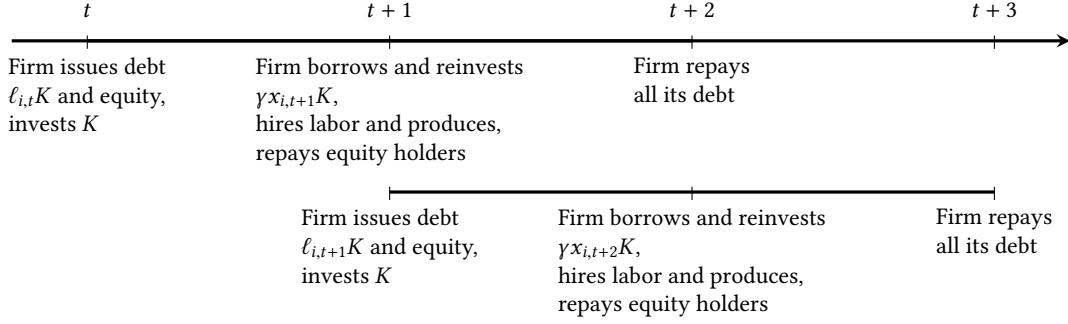 t t + 1 t + 2 t + 3
Firm issues debt
ℓ_{i,t}K and equity,
invests K
Firm borrows and reinvests
γx_{i,t+1}K,
hires labor and produces,
repays equity holders
Firm repays
all its debt
Firm issues debt
ℓ_{i,t+1}K and equity,
invests K
Firm borrows and reinvests
γx_{i,t+2}K,
hires labor and produces,
repays equity holders
Firm repays
all its debt